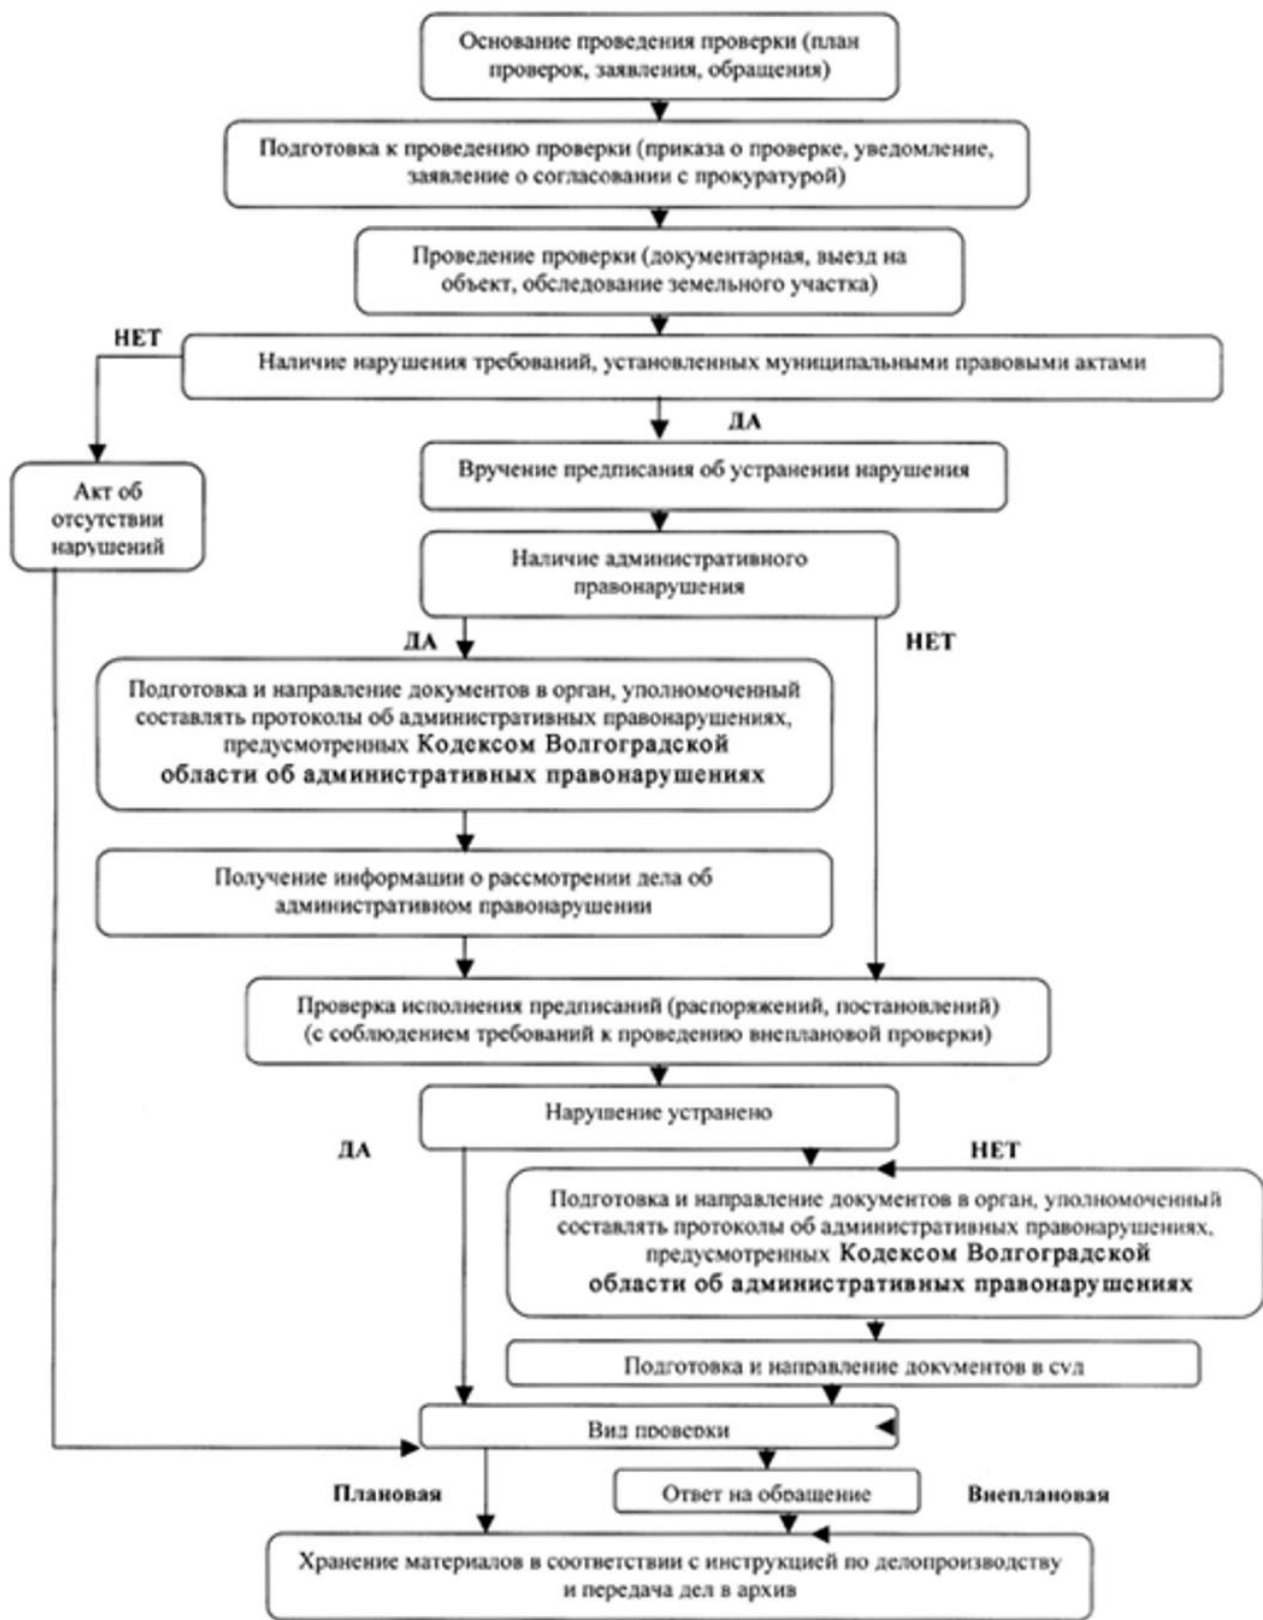 Основание проведения проверки (план
проверок, заявления, обращения)
Подготовка к проведению проверки (приказа о проверке, уведомление,
заявление о согласовании с прокуратурой)
Проведение проверки (документарная, выезд на
объект, обследование земельного участка)
НЕТ
Наличие нарушения требований, установленных муниципальными правовыми актами
ДА
Вручение предписания об устранении нарушения
Акт об
отсутствии
нарушений
Наличие административного
правонарушения
ДА
НЕТ
Подготовка и направление документов в орган, уполномоченный
составлять протоколы об административных правонарушениях,
предусмотренных Кодексом Волгоградской
области об административных правонарушениях
Получение информации о рассмотрении дела об
административном правонарушении
Проверка исполнения предписаний (распоряжений, постановлений)
(с соблюдением требований к проведению внеплановой проверки)
Нарушение устранено
ДА
НЕТ
Подготовка и направление документов в орган, уполномоченный
составлять протоколы об административных правонарушениях,
предусмотренных Кодексом Волгоградской
области об административных правонарушениях
Подготовка и направление документов в суд
Вид проверки
Плановая
Ответ на обращение
Внеплановая
Хранение материалов в соответствии с инструкцией по делопроизводству
и передача дел в архив